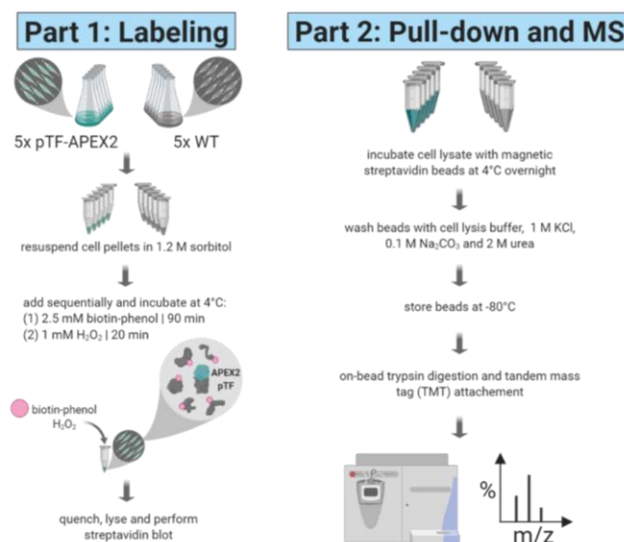 Part 1: Labeling
5x pTF-APEX2
5x WT
resuspend cell pellets in 1.2 M sorbitol
add sequentially and incubate at 4°C:
(1) 2.5 mM biotin-phenol | 90 min
(2) 1 mM H₂O₂ | 20 min
APEX2
pTF
biotin-phenol
H₂O₂
quench, lyse and perform
streptavidin blot
Part 2: Pull-down and MS
incubate cell lysate with magnetic
streptavidin beads at 4°C overnight
wash beads with cell lysis buffer, 1 M KCl,
0.1 M Na₂CO₃ and 2 M urea
store beads at -80°C
on-bead trypsin digestion and tandem mass
tag (TMT) attachement
%
m/z